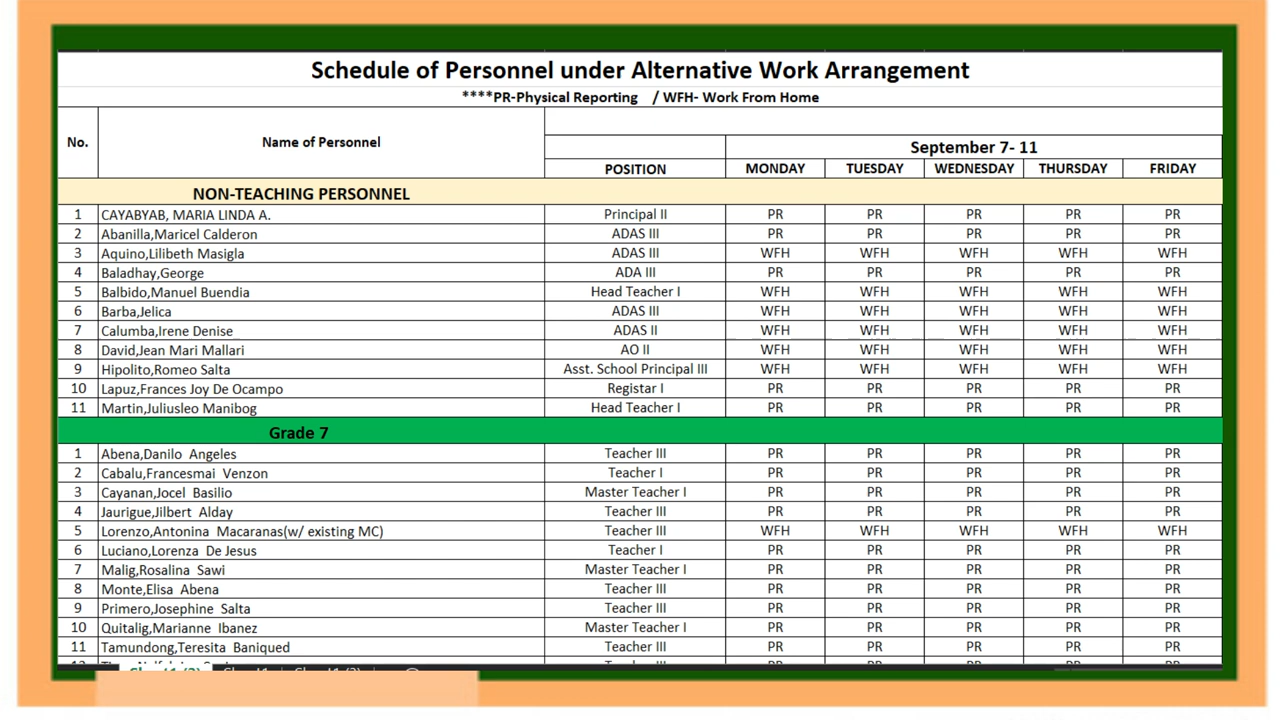 Schedule of Personnel under Alternative Work Arrangement
****PR-Physical Reporting / WFH- Work From Home
No. Name of Personnel
September 7- 11
POSITION MONDAY TUESDAY WEDNESDAY THURSDAY FRIDAY
NON-TEACHING PERSONNEL
1 CAYABYAB, MARIA LINDA A. Principal II PR PR PR PR PR
2 Abanilla,Maricel Calderon ADAS III PR PR PR PR PR
3 Aquino,Lilibeth Masigla ADAS III WFH WFH WFH WFH WFH
4 Baladhay,George ADA III PR PR PR PR PR
5 Balbido,Manuel Buendia Head Teacher I WFH WFH WFH WFH WFH
6 Barba,Jelica ADAS III WFH WFH WFH WFH WFH
7 Calumba,Irene Denise ADAS II WFH WFH WFH WFH WFH
8 David,Jean Mari Mallari AO II WFH WFH WFH WFH WFH
9 Hipolito,Romeo Salta Asst. School Principal III WFH WFH WFH WFH WFH
10 Lapuz,Frances Joy De Ocampo Registar I PR PR PR PR PR
11 Martin,Juliusleo Manibog Head Teacher I PR PR PR PR PR
Grade 7
1 Abena,Danilo Angeles Teacher III PR PR PR PR PR
2 Cabalu,Francesmai Venzon Teacher I PR PR PR PR PR
3 Cayanan,Jocel Basilio Master Teacher I PR PR PR PR PR
4 Jaurigue,Jilbert Alday Teacher III PR PR PR PR PR
5 Lorenzo,Antonina Macaranas(w/ existing MC) Teacher III WFH WFH WFH WFH WFH
6 Luciano,Lorenza De Jesus Teacher I PR PR PR PR PR
7 Malig,Rosalina Sawi Master Teacher I PR PR PR PR PR
8 Monte,Elisa Abena Teacher III PR PR PR PR PR
9 Primero,Josephine Salta Teacher III PR PR PR PR PR
10 Quitalig,Marianne Ibanez Master Teacher I PR PR PR PR PR
11 Tamundong,Teresita Baniqued Teacher III PR PR PR PR PR